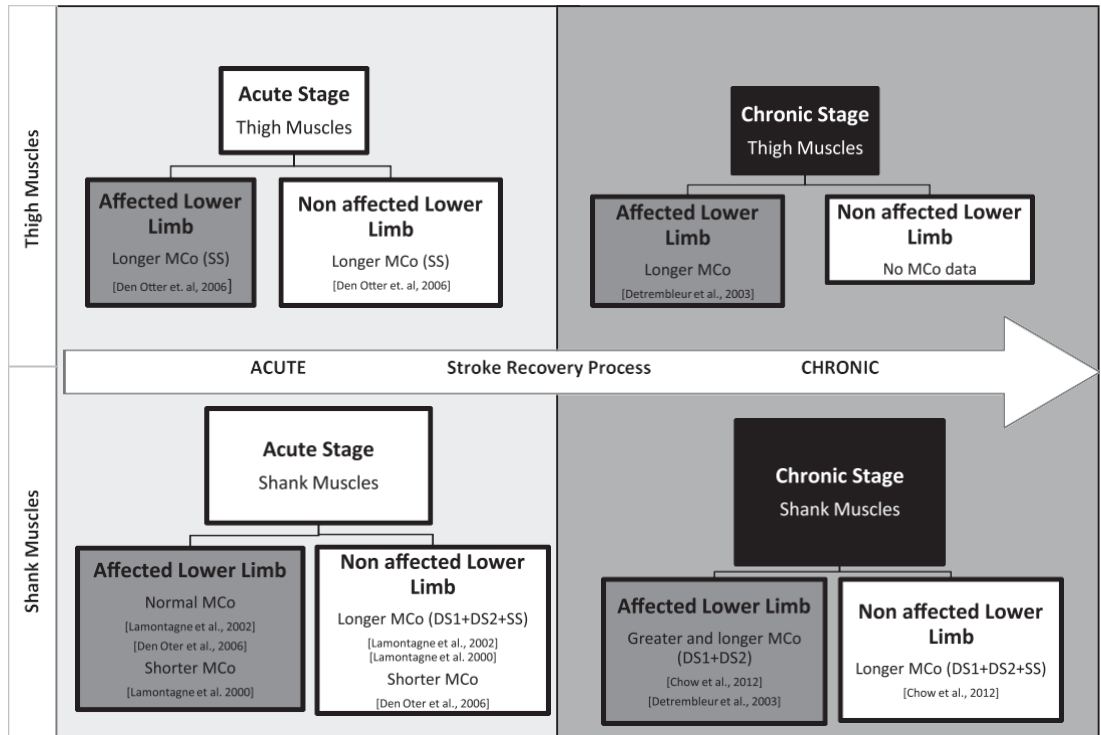 Thigh Muscles
Acute Stage
Thigh Muscles
Affected Lower
Limb
Longer MCo (SS)
[Den Otter et. al, 2006]
Non affected Lower
Limb
Longer MCo (SS)
[Den Otter et. al, 2006]
Chronic Stage
Thigh Muscles
Affected Lower
Limb
Longer MCo
[Detrembleur et al., 2003]
Non affected Lower
Limb
No MCo data
ACUTE Stroke Recovery Process CHRONIC
Shank Muscles
Acute Stage
Shank Muscles
Affected Lower Limb
Normal MCo
[Lamontagne et al., 2002]
[Den Oter et al., 2006]
Shorter MCo
[Lamontagne et al. 2000]
Non affected Lower
Limb
Longer MCo (DS1+DS2+SS)
[Lamontagne et al., 2002]
[Lamontagne et al. 2000]
Shorter MCo
[Den Oter et al., 2006]
Chronic Stage
Shank Muscles
Affected Lower Limb
Greater and longer MCo
(DS1+DS2)
[Chow et al., 2012]
[Detrembleur et al., 2003]
Non affected Lower
Limb
Longer MCo (DS1+DS2+SS)
[Chow et al., 2012]